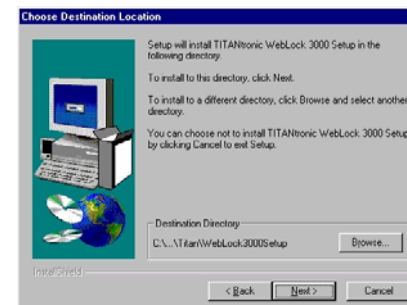 Choose Destination Location
Setup will install TITANtronic WebLock 3000 Setup in the
following directory.
To install to this directory, click Next.
To install to a different directory, click Browse and select another
directory.
You can choose not to install TITANtronic WebLock 3000 Setup
by clicking Cancel to exit Setup.
Destination Directory
C:\...\Titan\WebLock3000Setup
Browse...
InstallShield
< Back
Next >
Cancel